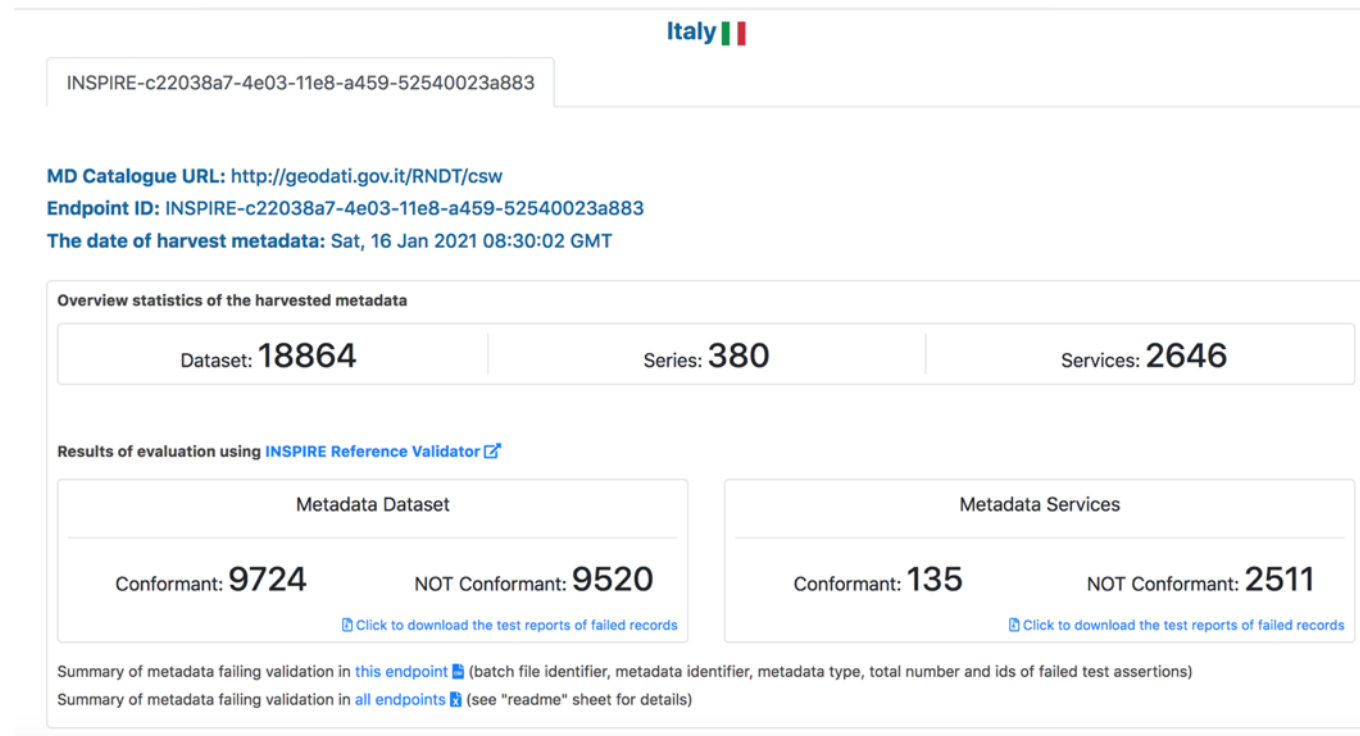 Italy
INSPIRE-c22038a7-4e03-11e8-a459-52540023a883
MD Catalogue URL: http://geodati.gov.it/RNDT/csw
Endpoint ID: INSPIRE-c22038a7-4e03-11e8-a459-52540023a883
The date of harvest metadata: Sat, 16 Jan 2021 08:30:02 GMT
Overview statistics of the harvested metadata
Dataset: 18864 Series: 380 Services: 2646
Results of evaluation using INSPIRE Reference Validator
Metadata Dataset
Conformant: 9724 NOT Conformant: 9520
Click to download the test reports of failed records
Metadata Services
Conformant: 135 NOT Conformant: 2511
Click to download the test reports of failed records
Summary of metadata failing validation in this endpoint (batch file identifier, metadata identifier, metadata type, total number and ids of failed test assertions)
Summary of metadata failing validation in all endpoints (see "readme" sheet for details)